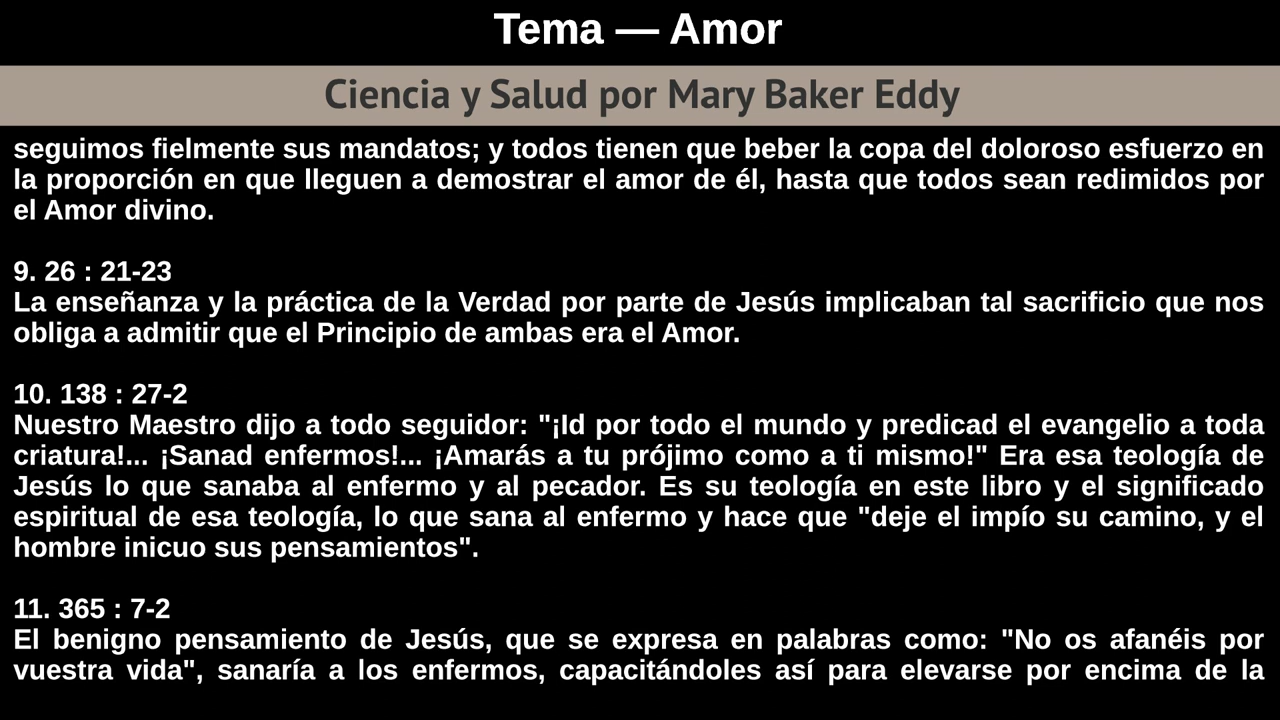 Tema — Amor
Ciencia y Salud por Mary Baker Eddy
seguimos fielmente sus mandatos; y todos tienen que beber la copa del doloroso esfuerzo en
la proporción en que lleguen a demostrar el amor de él, hasta que todos sean redimidos por
el Amor divino.
9. 26 : 21-23
La enseñanza y la práctica de la Verdad por parte de Jesús implicaban tal sacrificio que nos
obliga a admitir que el Principio de ambas era el Amor.
10. 138 : 27-2
Nuestro Maestro dijo a todo seguidor: "¡Id por todo el mundo y predicad el evangelio a toda
criatura!... ¡Sanad enfermos!... ¡Amarás a tu prójimo como a ti mismo!" Era esa teología de
Jesús lo que sanaba al enfermo y al pecador. Es su teología en este libro y el significado
espiritual de esa teología, lo que sana al enfermo y hace que "deje el impío su camino, y el
hombre inicuo sus pensamientos".
11. 365 : 7-2
El benigno pensamiento de Jesús, que se expresa en palabras como: "No os afanéis por
vuestra vida", sanaría a los enfermos, capacitándoles así para elevarse por encima de la